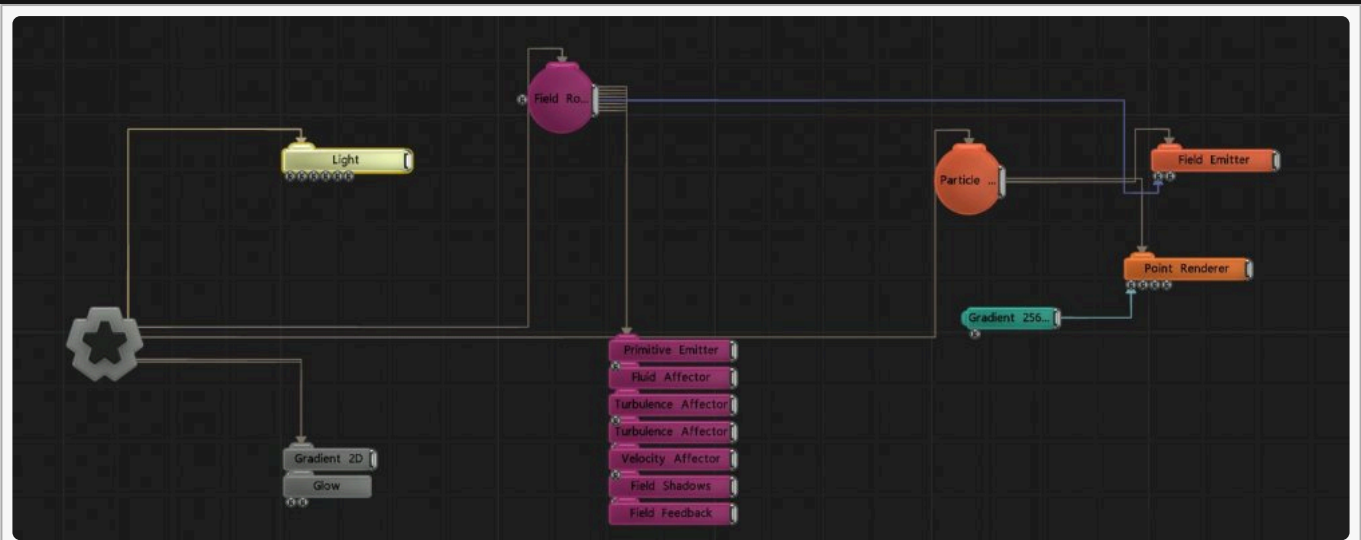 Field Ro...
Light
Field Emitter
Particle ...
Point Renderer
Gradient 256...
Primitive Emitter
Fluid Affector
Turbulence Affector
Turbulence Affector
Velocity Affector
Gradient 2D
Field Shadows
Glow
Field Feedback